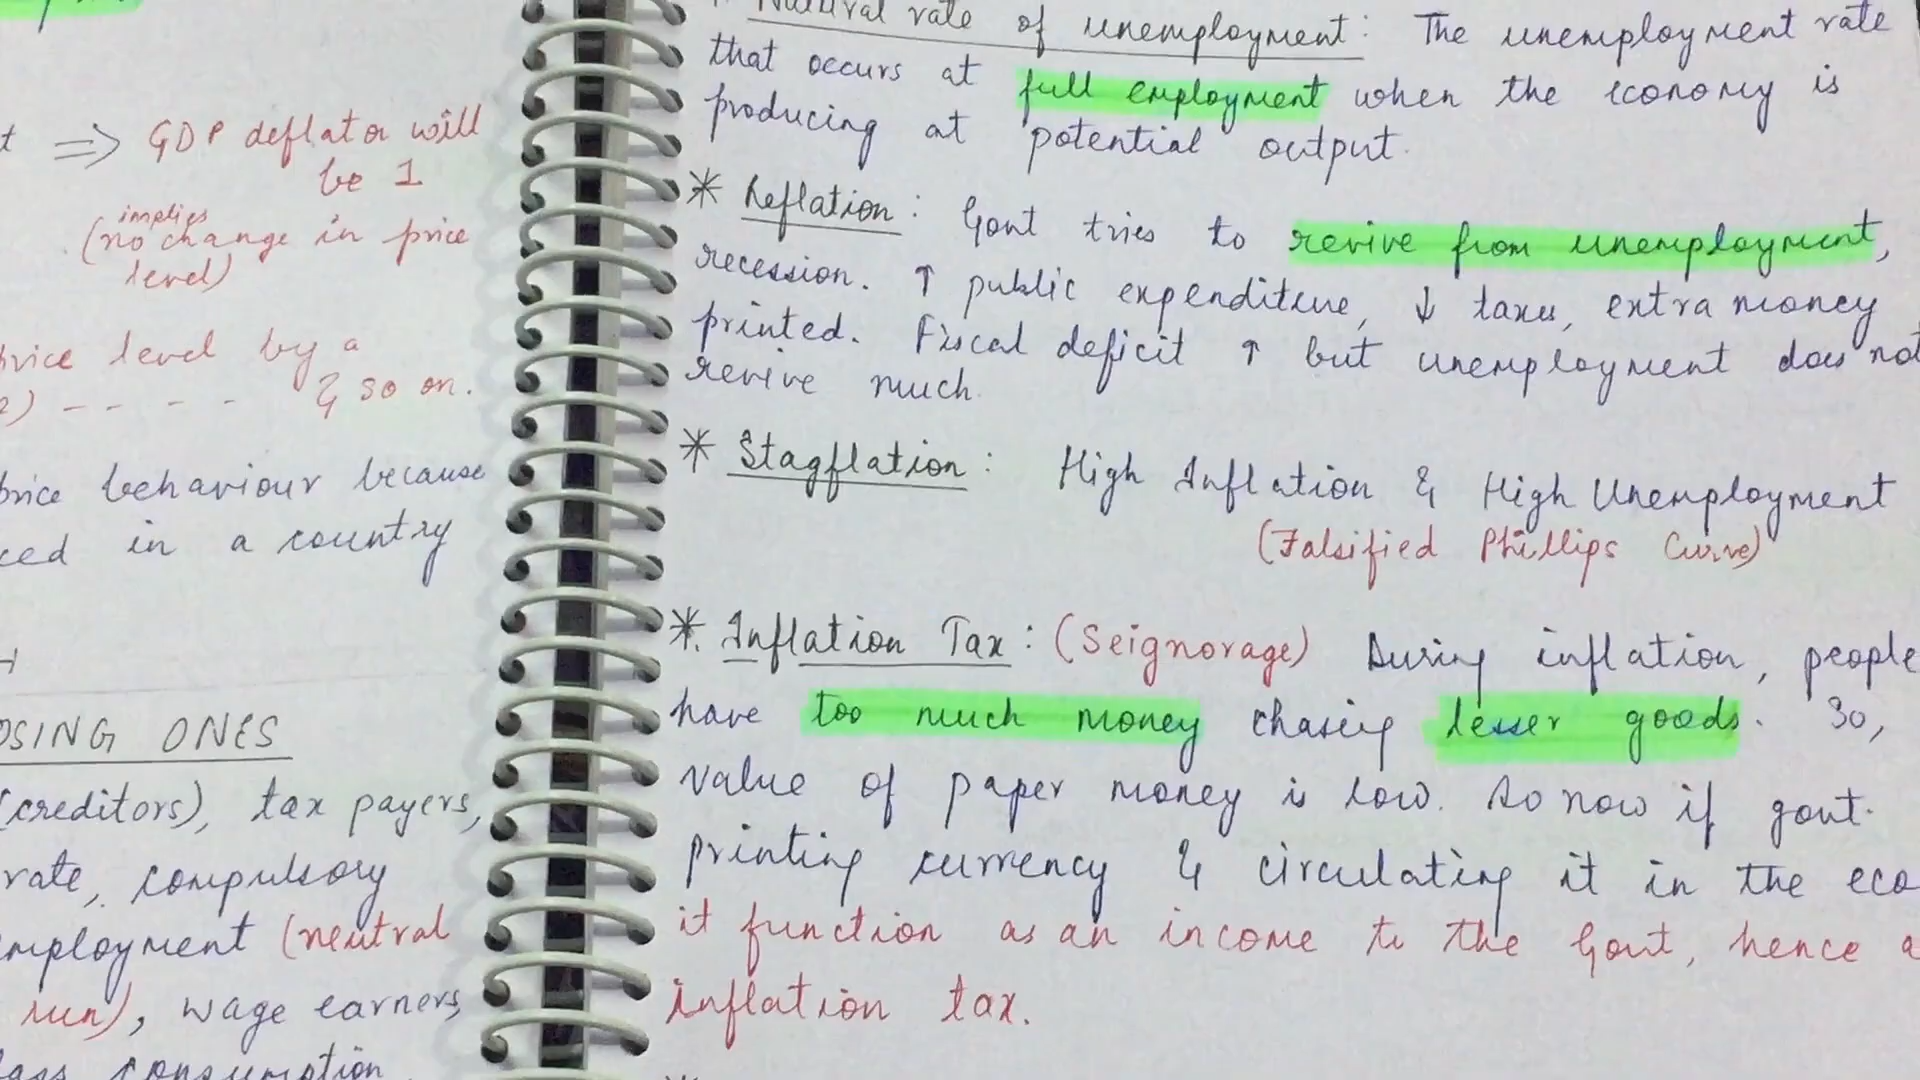 ⇒ GDP deflator will
be 1
implies
(no change in price
level)
price level by a
2) - - - - & so on.
price behaviour because
in a country
OSING ONES
(creditors), tax payers,
rate, compulsory
employment (neutral
run), wage earners,
consumption
Natural rate of unemployment: The unemployment rate
that occurs at full employment when the economy is
producing at potential output.
* Reflation: Govt tries to revive from unemployment,
recession. ↑ public expenditure, ↓ taxes, extra money
printed. Fiscal deficit ↑ but unemployment does not
revive much.
* Stagflation: High Inflation & High Unemployment
(Falsified Phillips Curve)
*. Inflation Tax: (Seignorage) During inflation, people
have too much money chasing lesser goods. So,
value of paper money is low. So now if govt.
printing currency & circulating it in the eco
it function as an income to the Govt, hence a
inflation tax.